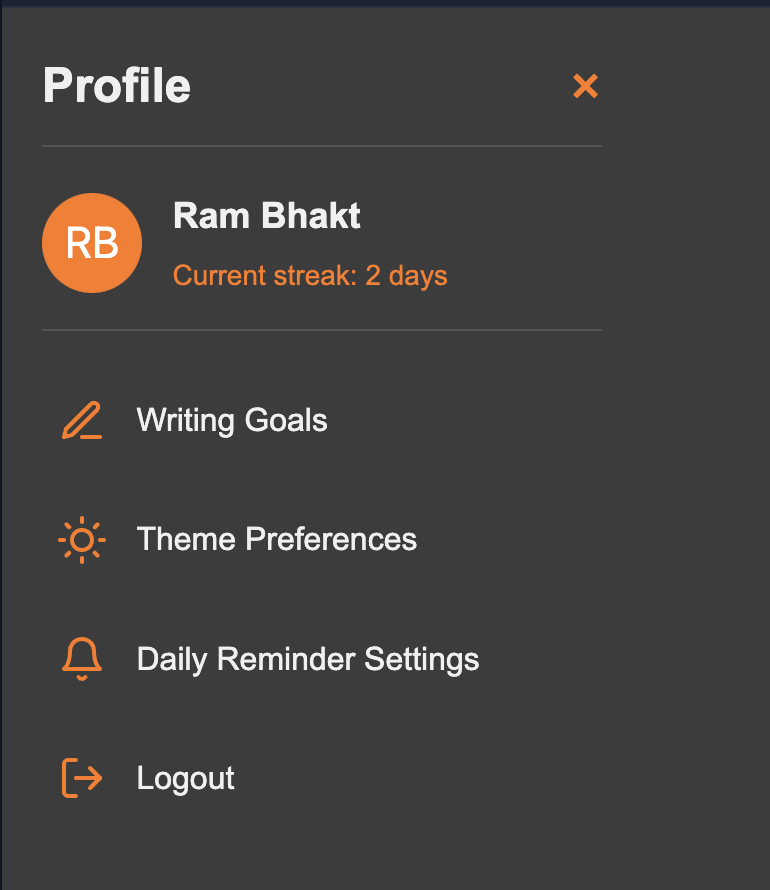 Profile
RB
Ram Bhakt
Current streak: 2 days
Writing Goals
Theme Preferences
Daily Reminder Settings
Logout